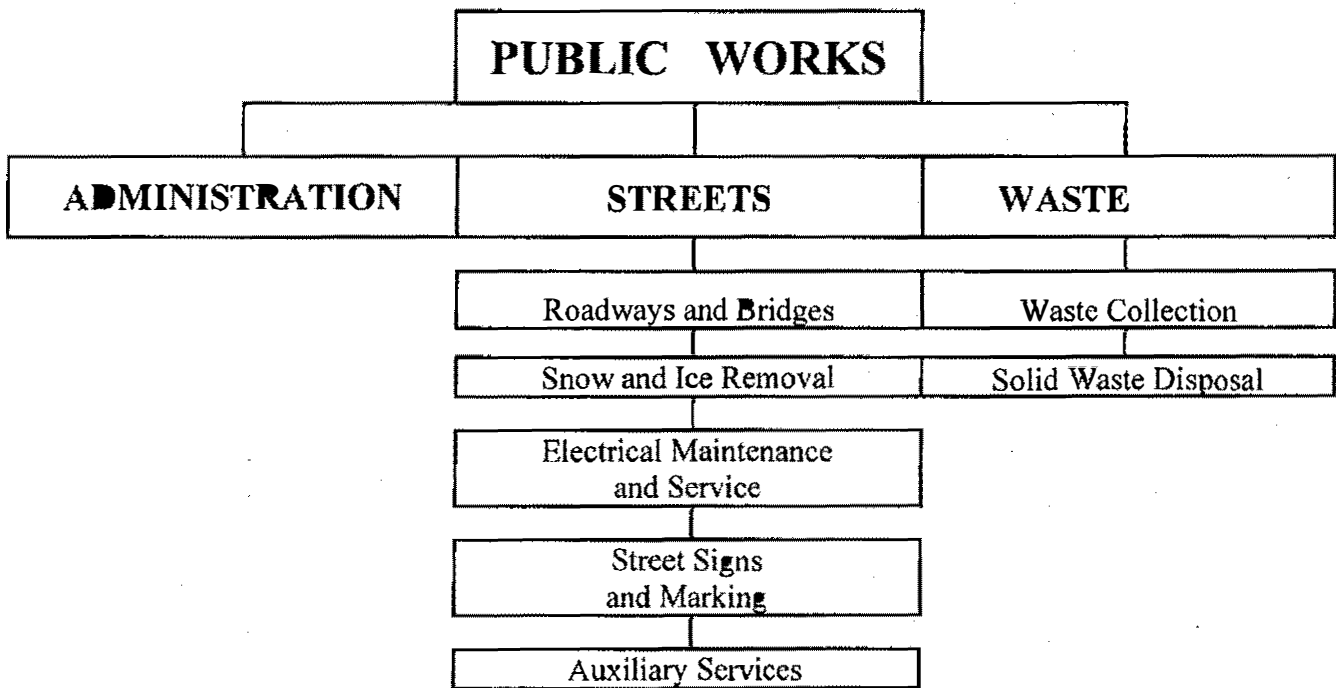 PUBLIC WORKS
ADMINISTRATION
STREETS
WASTE
Roadways and Bridges
Waste Collection
Snow and Ice Removal
Solid Waste Disposal
Electrical Maintenance
and Service
Street Signs
and Marking
Auxiliary Services